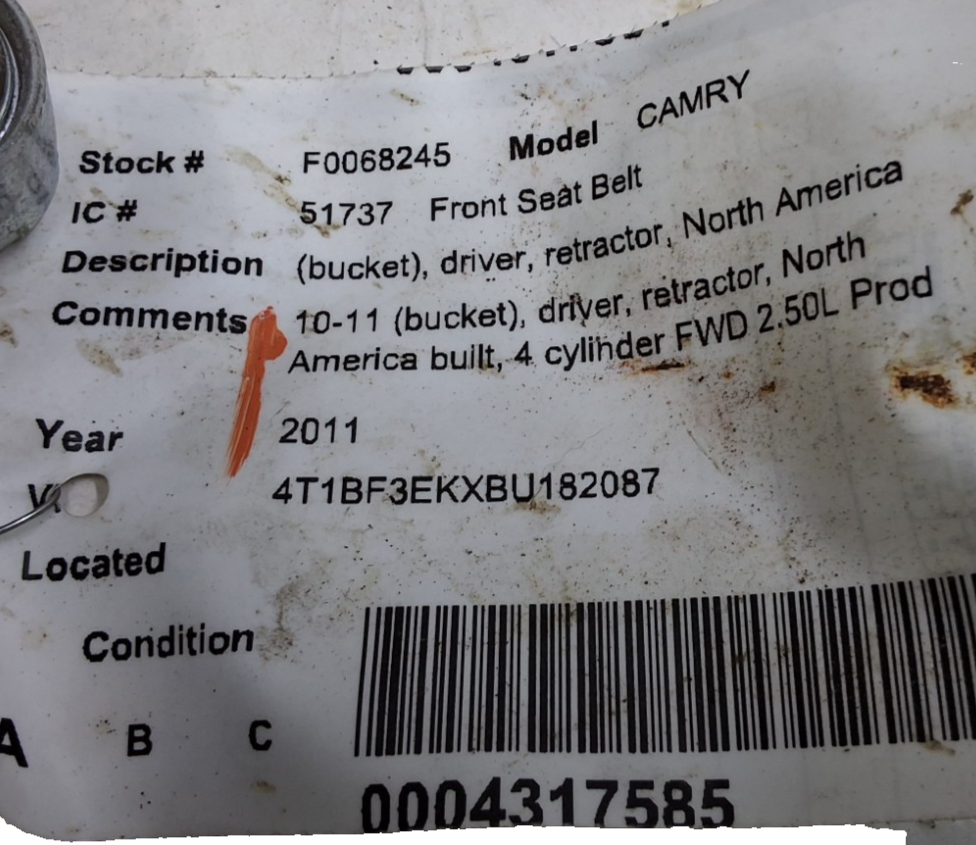 Stock # F0068245 Model CAMRY
IC # 51737 Front Seat Belt
Description (bucket), driver, retractor, North America
Comments 10-11 (bucket), driver, retractor, North
America built, 4 cylinder FWD 2.50L Prod
Year 2011
4T1BF3EKXBU182087
Located
Condition
A B C
0004317585